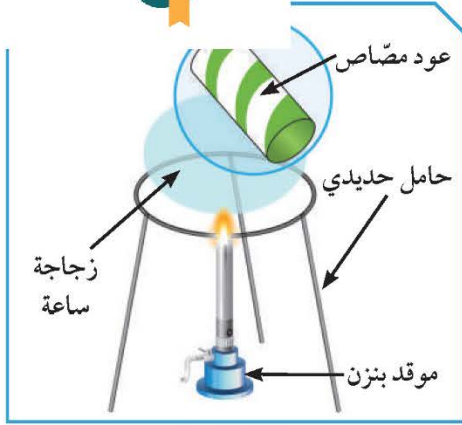 عود مصّاص
حامل حديدي
زجاجة
ساعة
موقد بنزن